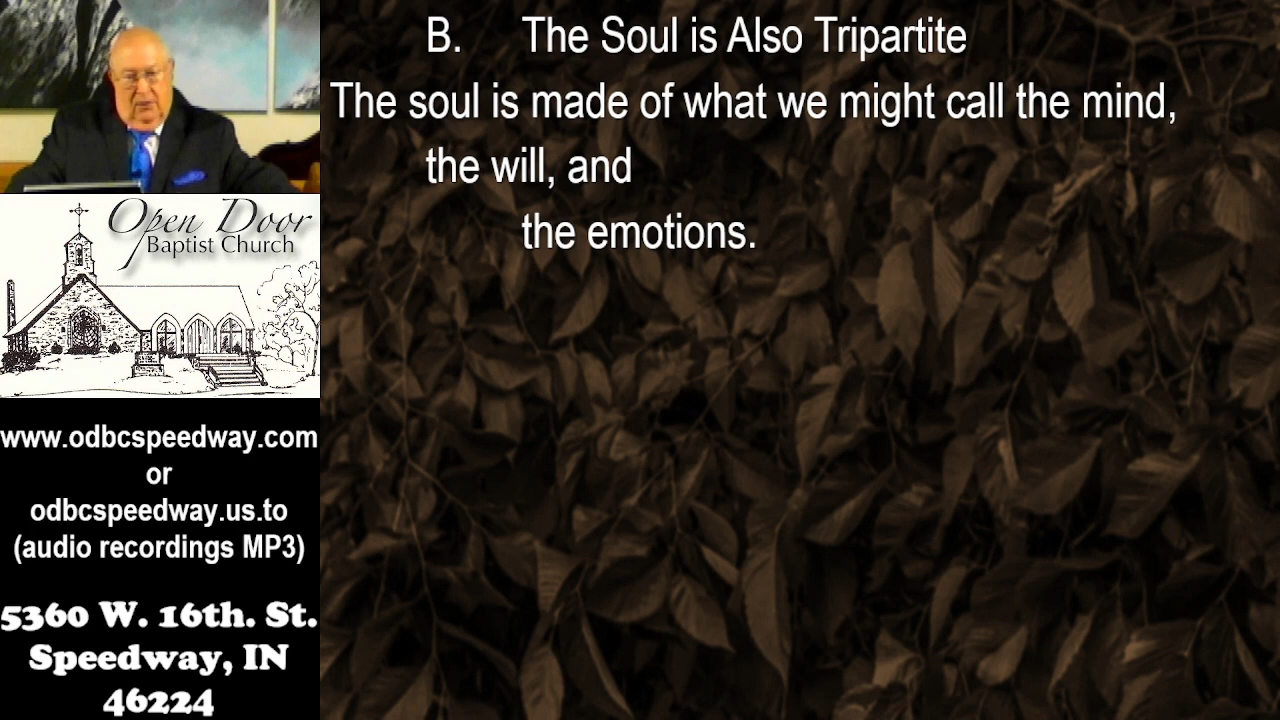 B. The Soul is Also Tripartite
The soul is made of what we might call the mind,
the will, and
the emotions.
Open Door
Baptist Church
www.odbcspeedway.com
or
odbcspeedway.us.to
(audio recordings MP3)
5360 W. 16th. St.
Speedway, IN
46224